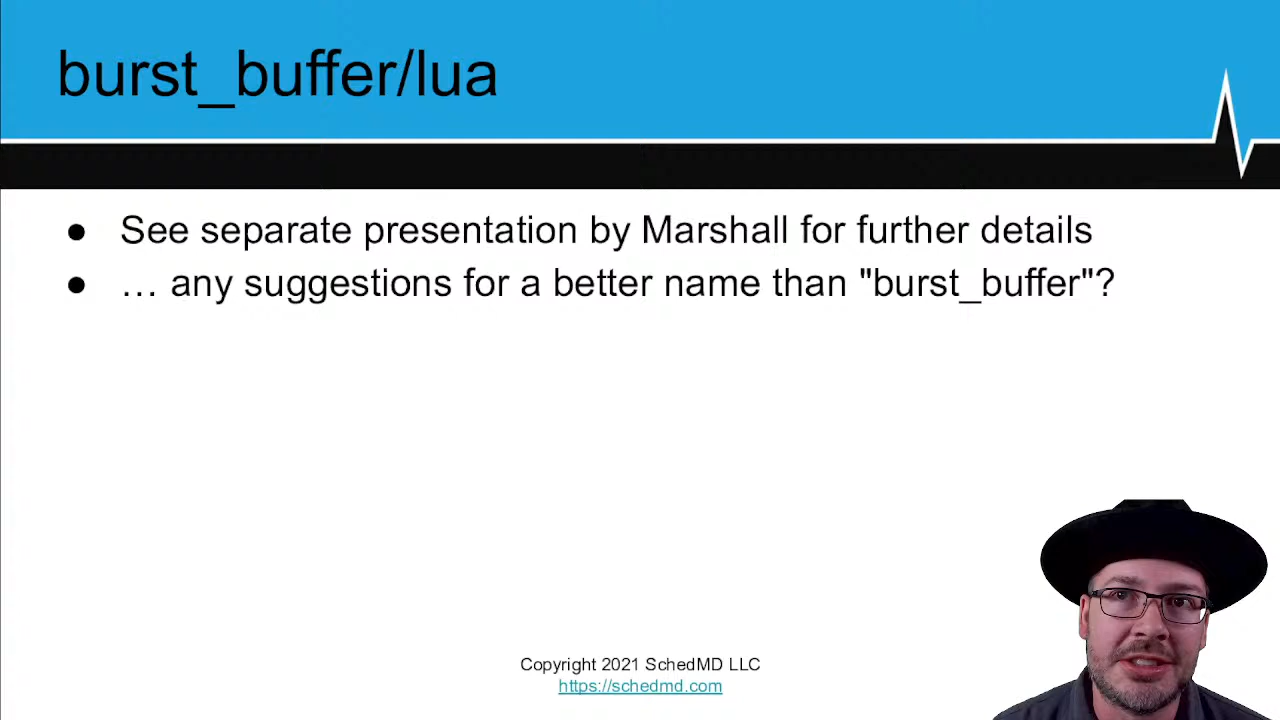 burst_buffer/lua
● See separate presentation by Marshall for further details
● … any suggestions for a better name than "burst_buffer"?
Copyright 2021 SchedMD LLC
https://schedmd.com